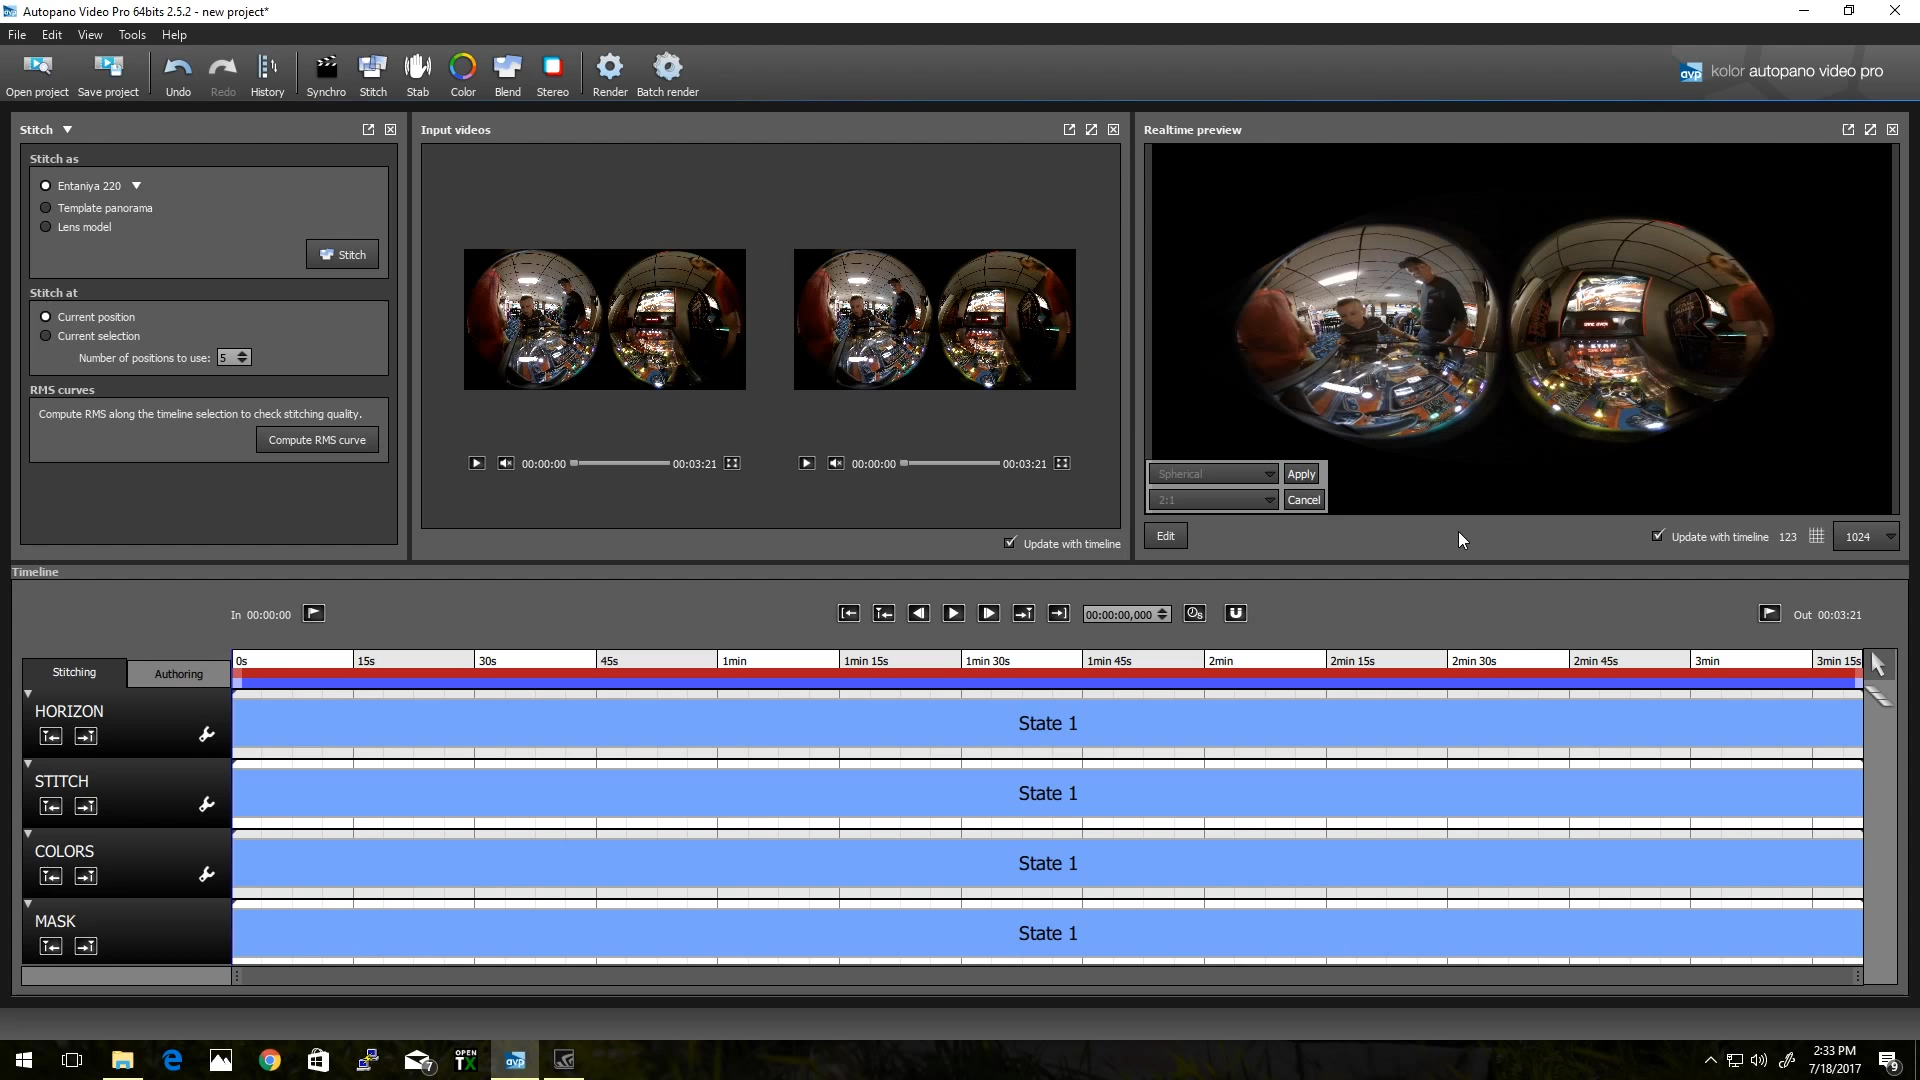 Autopano Video Pro 64bits 2.5.2 - new project*
File Edit View Tools Help
Open project Save project Undo Redo History Synchro Stitch Stab Color Blend Stereo Render Batch render
avp kolor autopano video pro
Stitch
Stitch as
Entaniya 220
Template panorama
Lens model
Stitch
Stitch at
Current position
Current selection
Number of positions to use: 5
RMS curves
Compute RMS along the timeline selection to check stitching quality.
Compute RMS curve
Input videos
00:00:00 00:03:21
00:00:00 00:03:21
Update with timeline
Realtime preview
GAME OVER
Spherical Apply
2:1 Cancel
Edit Update with timeline 123 1024
Timeline
In 00:00:00 00:00:00,000 Out 00:03:21
Stitching Authoring
0s 15s 30s 45s 1min 1min 15s 1min 30s 1min 45s 2min 2min 15s 2min 30s 2min 45s 3min 3min 15s
HORIZON State 1
STITCH State 1
COLORS State 1
MASK State 1
7 OPEN TX avp
2:33 PM
7/18/2017
9